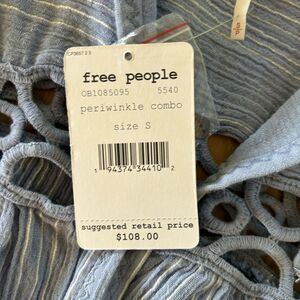 free people
OB1085095 5540
periwinkle combo
size S
1 94374 34410 2
suggested retail price
$108.00